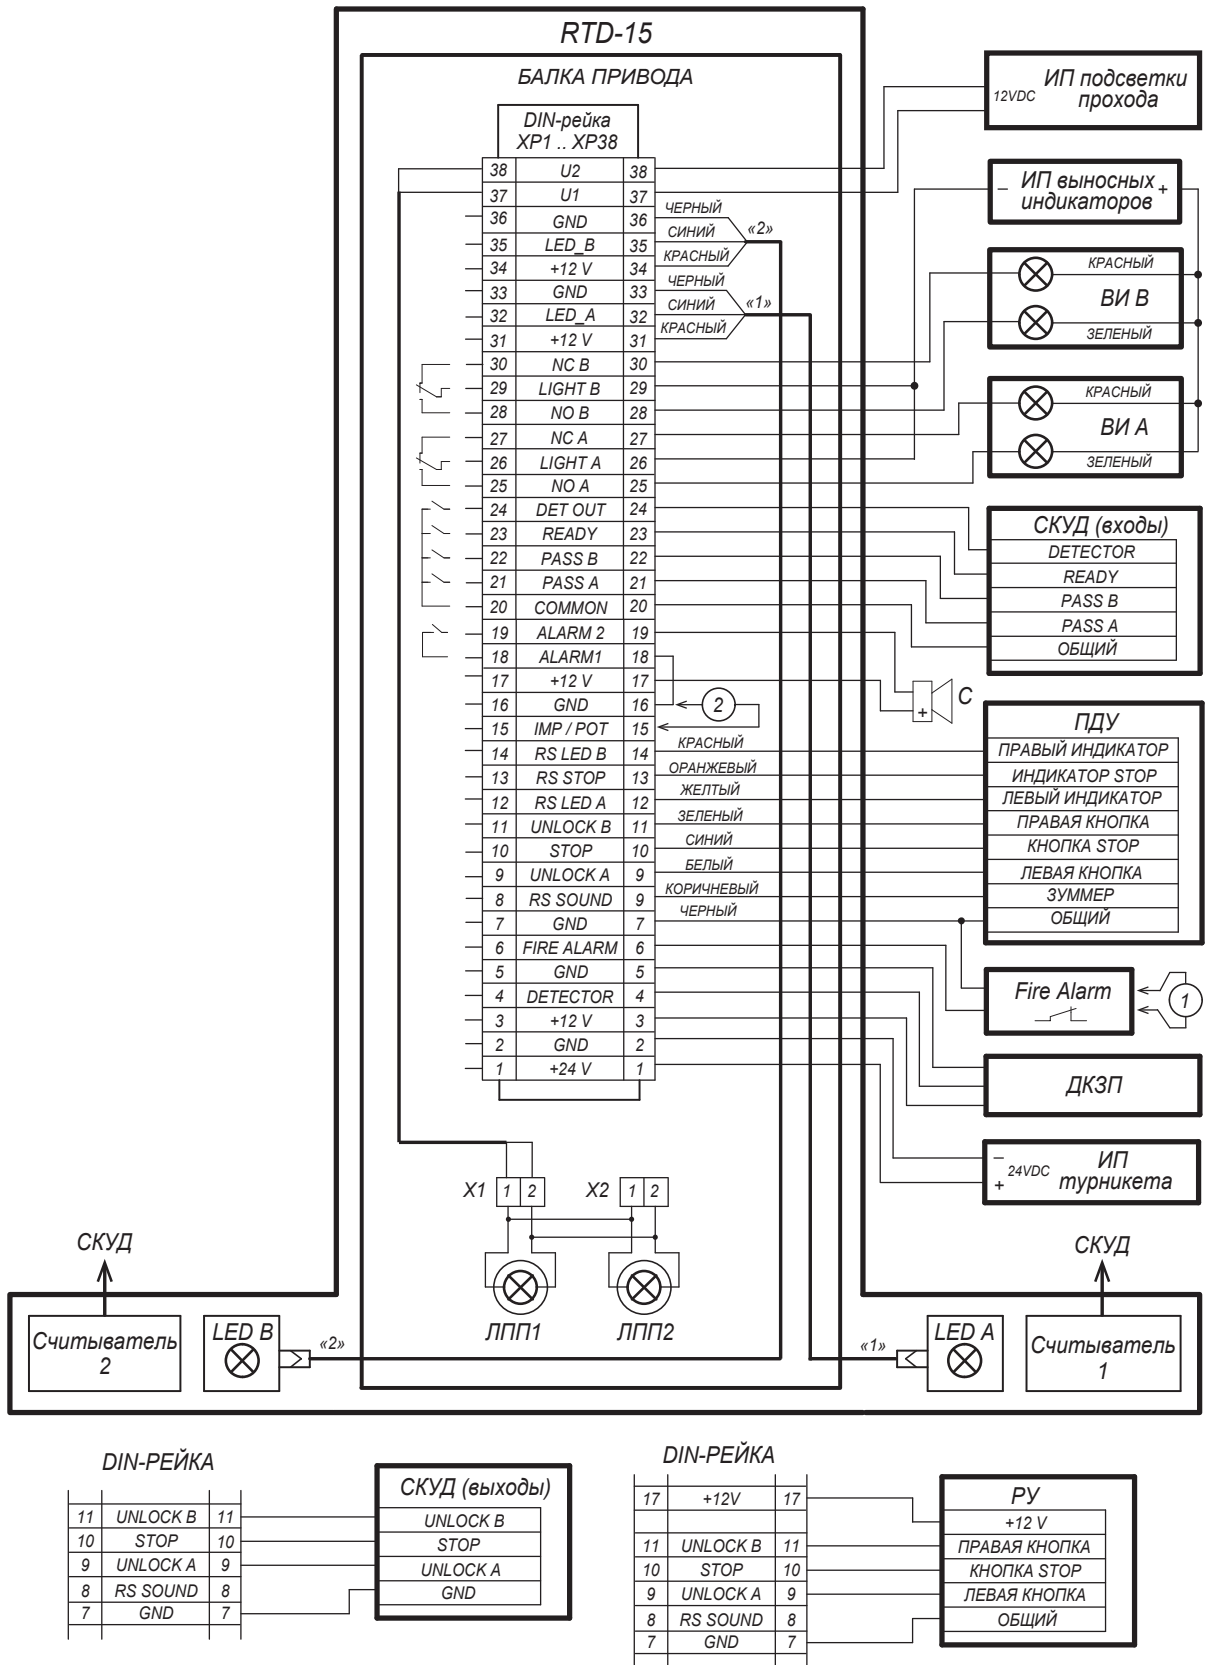 RTD-15
БАЛКА ПРИВОДА
DIN-рейка
XP1 .. XP38
38 U2 38
37 U1 37
36 GND 36 ЧЕРНЫЙ
35 LED_B 35 СИНИЙ «2»
34 +12 V 34 КРАСНЫЙ
33 GND 33 ЧЕРНЫЙ
32 LED_A 32 СИНИЙ «1»
31 +12 V 31 КРАСНЫЙ
30 NC B 30
29 LIGHT B 29
28 NO B 28
27 NC A 27
26 LIGHT A 26
25 NO A 25
24 DET OUT 24
23 READY 23
22 PASS B 22
21 PASS A 21
20 COMMON 20
19 ALARM 2 19
18 ALARM1 18
17 +12 V 17
16 GND 16
2
15 IMP / POT 15
14 RS LED B 14 КРАСНЫЙ
13 RS STOP 13 ОРАНЖЕВЫЙ
12 RS LED A 12 ЖЕЛТЫЙ
11 UNLOCK B 11 ЗЕЛЕНЫЙ
10 STOP 10 СИНИЙ
9 UNLOCK A 9 БЕЛЫЙ
8 RS SOUND 9 КОРИЧНЕВЫЙ
7 GND 7 ЧЕРНЫЙ
6 FIRE ALARM 6
5 GND 5
4 DETECTOR 4
3 +12 V 3
2 GND 2
1 +24 V 1
12VDC ИП подсветки
прохода
– ИП выносных +
индикаторов
КРАСНЫЙ
ВИ В
ЗЕЛЕНЫЙ
КРАСНЫЙ
ВИ А
ЗЕЛЕНЫЙ
СКУД (входы)
DETECTOR
READY
PASS B
PASS A
ОБЩИЙ
С
+
ПДУ
ПРАВЫЙ ИНДИКАТОР
ИНДИКАТОР STOP
ЛЕВЫЙ ИНДИКАТОР
ПРАВАЯ КНОПКА
КНОПКА STOP
ЛЕВАЯ КНОПКА
ЗУММЕР
ОБЩИЙ
Fire Alarm
1
ДКЗП
– 24VDC ИП
+ турникета
X1 1 2 X2 1 2
ЛПП1 ЛПП2
СКУД
Считыватель
2
LED B
«2»
«1»
LED A
СКУД
Считыватель
1
DIN-РЕЙКА
11 UNLOCK B 11
10 STOP 10
9 UNLOCK A 9
8 RS SOUND 8
7 GND 7
СКУД (выходы)
UNLOCK B
STOP
UNLOCK A
GND
DIN-РЕЙКА
17 +12V 17
11 UNLOCK B 11
10 STOP 10
9 UNLOCK A 9
8 RS SOUND 8
7 GND 7
РУ
+12 V
ПРАВАЯ КНОПКА
КНОПКА STOP
ЛЕВАЯ КНОПКА
ОБЩИЙ